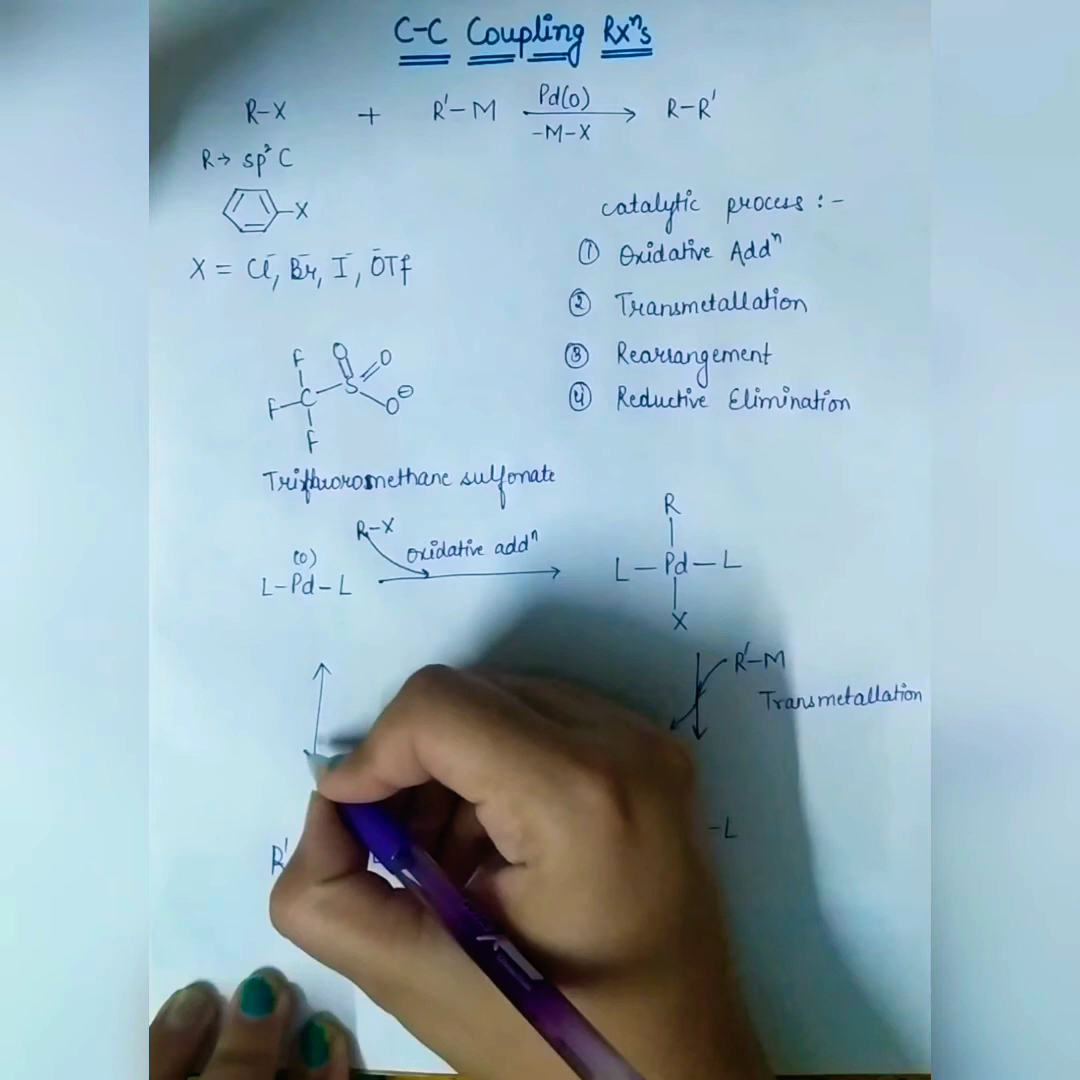 C-C Coupling Rxⁿs
R-X + R'-M Pd(0) → R-R'
-M-X
R→ sp² C
X
X = Cl⁻, Br⁻, I⁻, ŌTf
catalytic process :-
① Oxidative Addⁿ
② Transmetallation
③ Rearrangement
④ Reductive Elimination
F O O
F C S O⊖
F
Trifluoromethane sulfonate
R-X oxidative addⁿ
(0)
L-Pd-L
R
L-Pd-L
X
R'-M
Transmetallation
-L
R'